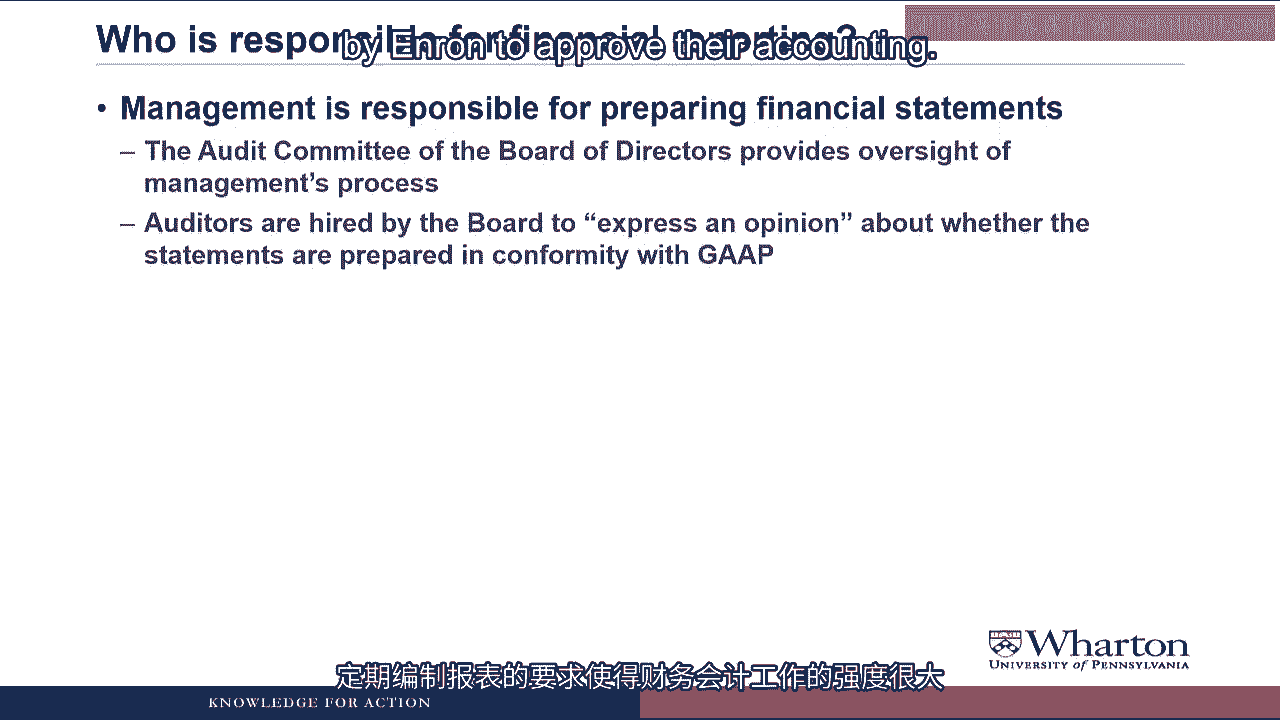 Who is responsible for financial reporting?
by Enron to approve their accounting.
• Management is responsible for preparing financial statements
– The Audit Committee of the Board of Directors provides oversight of
management's process
– Auditors are hired by the Board to “express an opinion” about whether the
statements are prepared in conformity with GAAP
Wharton
UNIVERSITY of PENNSYLVANIA
定期编制报表的要求使得财务会计工作的强度很大
KNOWLEDGE FOR ACTION